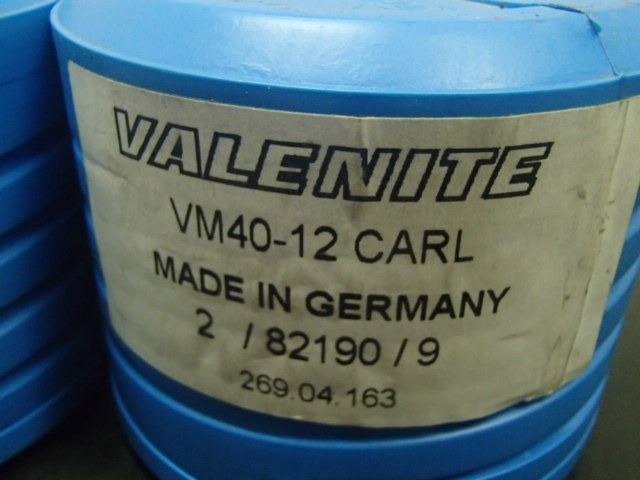 VALENITE
VM40-12 CARL
MADE IN GERMANY
2 / 82190 / 9
269.04.163